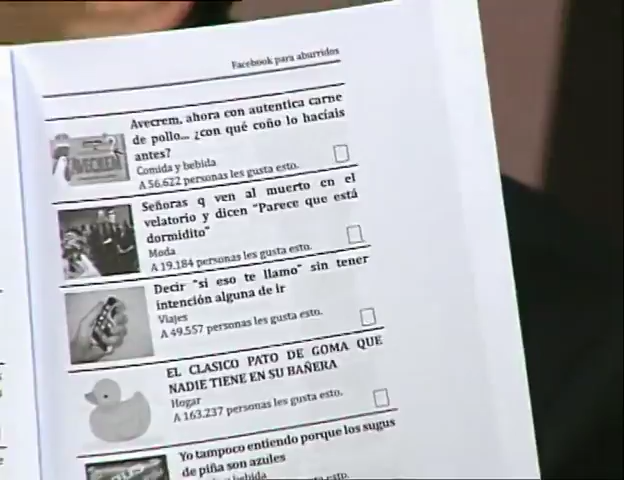 Facebook para aburridos
Avecrem, ahora con autentica carne
de pollo... ¿con qué coño lo hacíais
antes?
Comida y bebida
A 56.622 personas les gusta esto.
AVECREM
Señoras q ven al muerto en el
velatorio y dicen "Parece que está
dormidito"
Moda
A 19.184 personas les gusta esto.
Decir "si eso te llamo" sin tener
intención alguna de ir
Viajes
A 49.557 personas les gusta esto.
EL CLASICO PATO DE GOMA QUE
NADIE TIENE EN SU BAÑERA
Hogar
A 163.237 personas les gusta esto.
Yo tampoco entiendo porque los sugus
de piña son azules
bebida
esto.